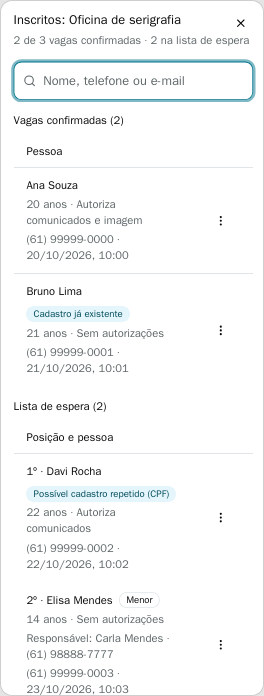 Inscritos: Oficina de serigrafia
2 de 3 vagas confirmadas · 2 na lista de espera
Nome, telefone ou e-mail
Vagas confirmadas (2)
Pessoa
Ana Souza
20 anos · Autoriza
comunicados e imagem
(61) 99999-0000 ·
20/10/2026, 10:00
Bruno Lima
Cadastro já existente
21 anos · Sem autorizações
(61) 99999-0001 ·
21/10/2026, 10:01
Lista de espera (2)
Posição e pessoa
1º · Davi Rocha
Possível cadastro repetido (CPF)
22 anos · Autoriza
comunicados
(61) 99999-0002 ·
22/10/2026, 10:02
2º · Elisa Mendes Menor
14 anos · Sem autorizações
Responsável: Carla Mendes ·
(61) 98888-7777
(61) 99999-0003 ·
23/10/2026, 10:03